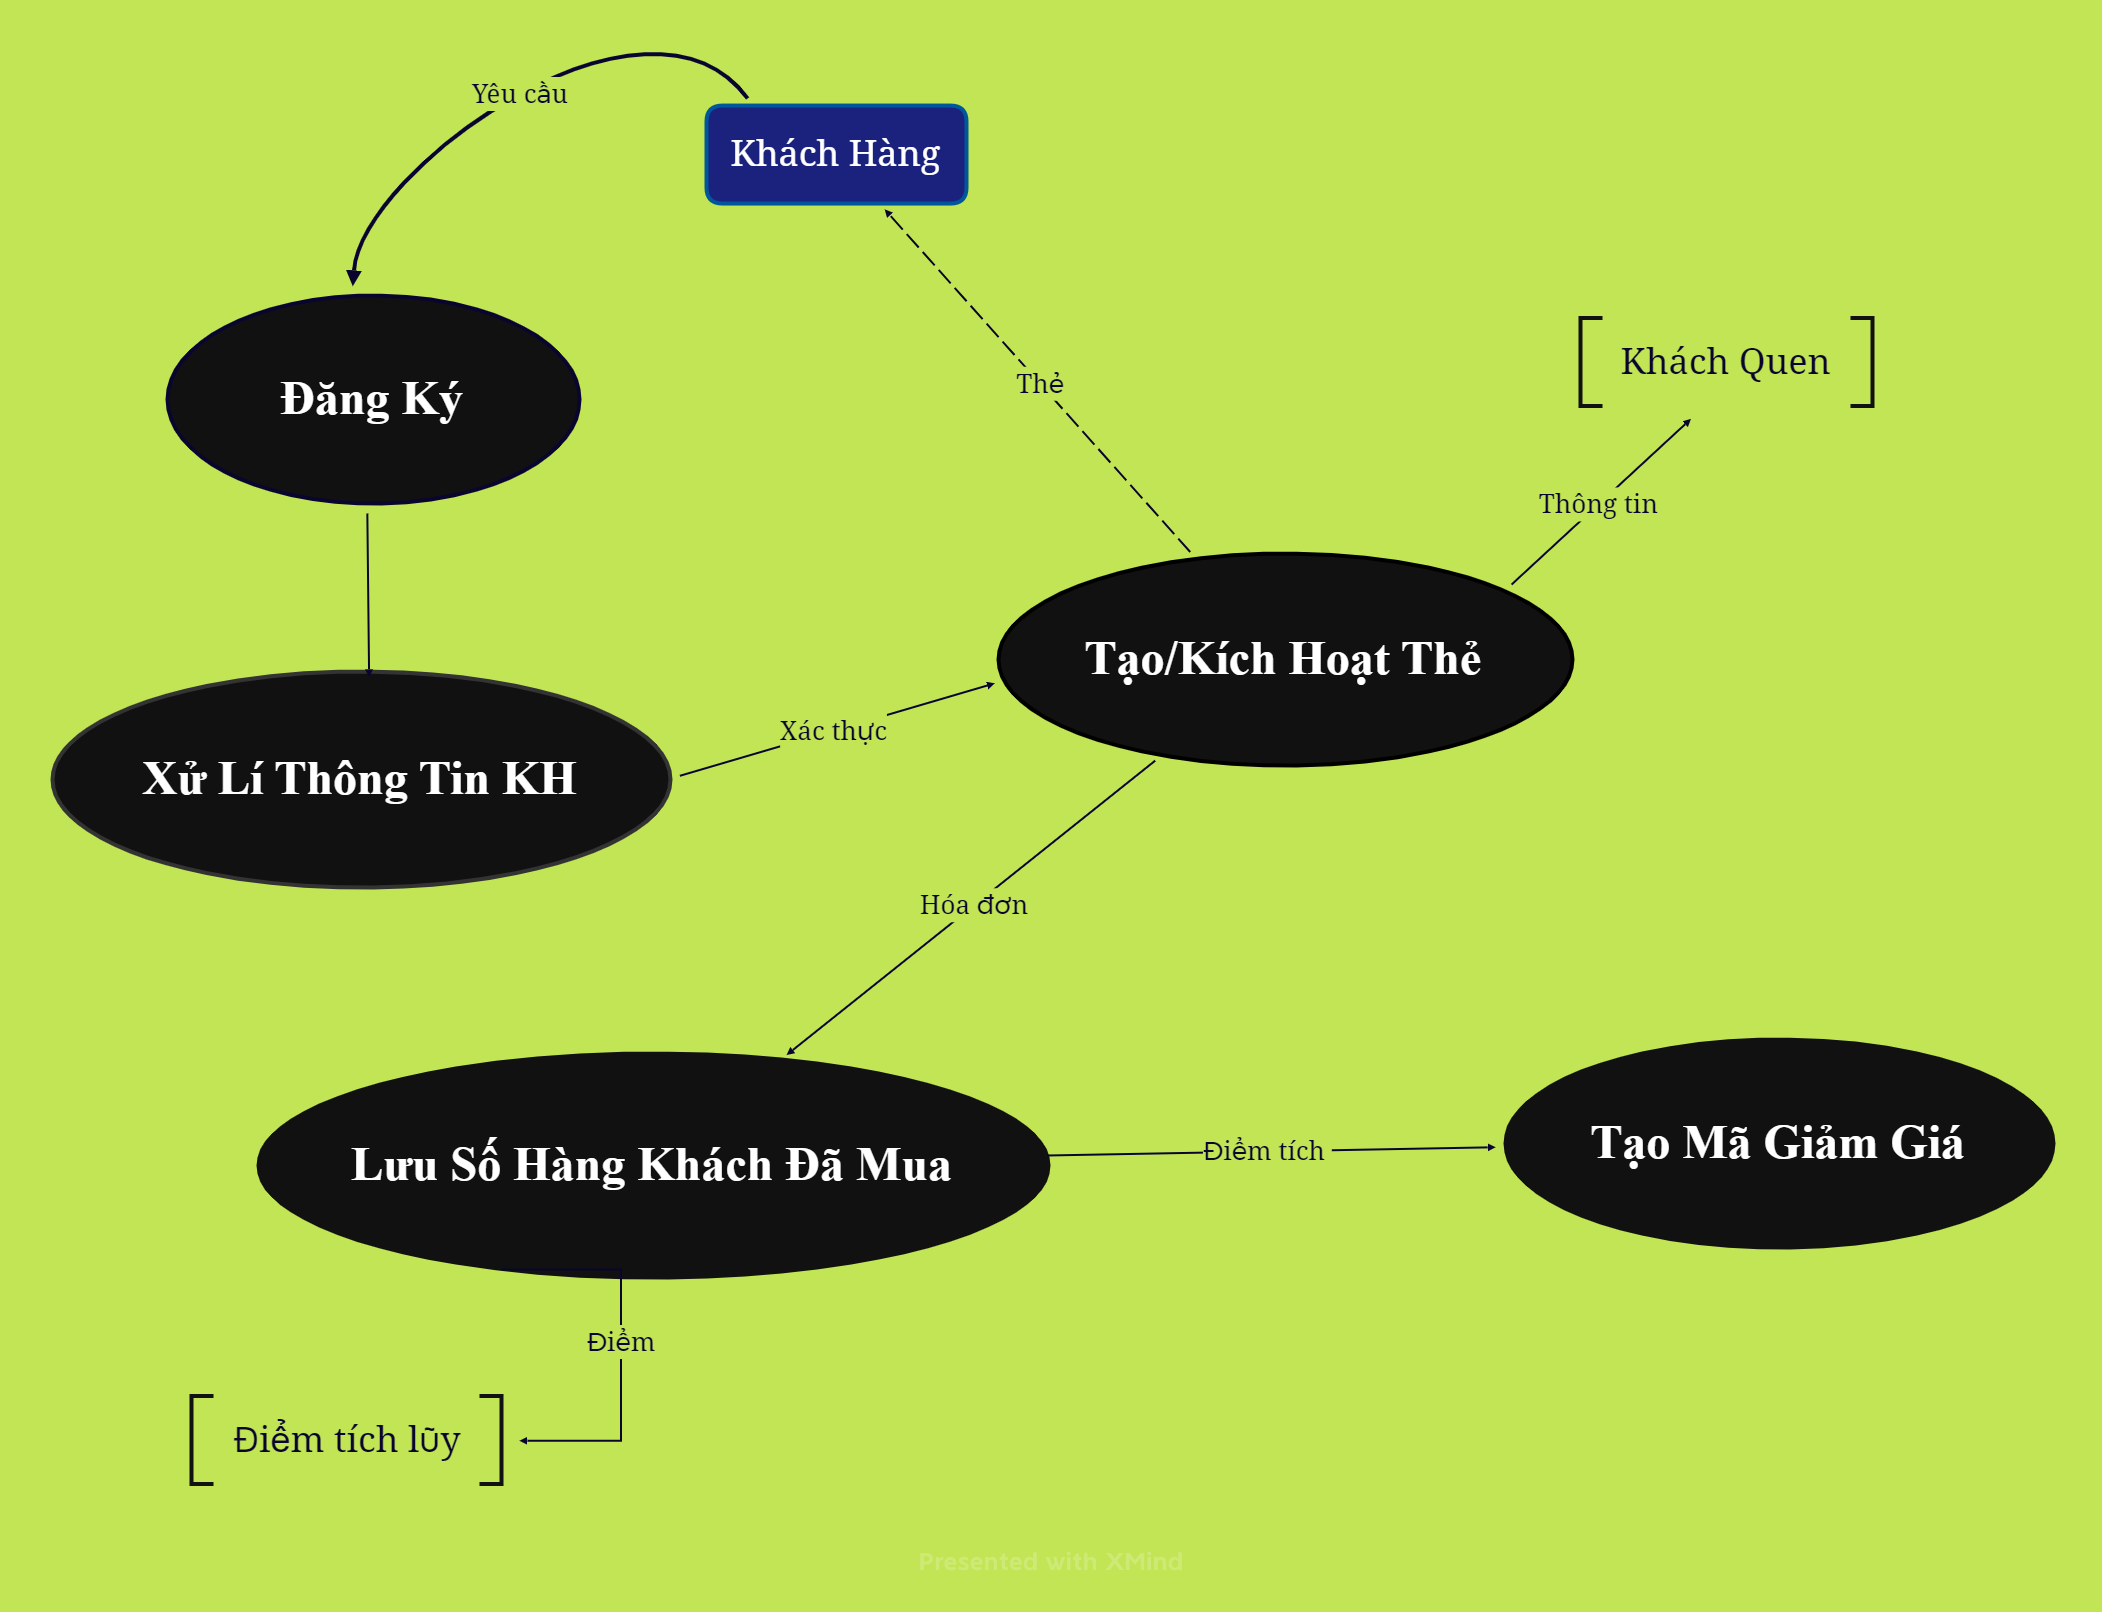 Yêu cầu
Khách Hàng
Đăng Ký
Thẻ
Khách Quen
Thông tin
Tạo/Kích Hoạt Thẻ
Xác thực
Xử Lí Thông Tin KH
Hóa đơn
Lưu Số Hàng Khách Đã Mua
Điểm tích
Tạo Mã Giảm Giá
Điểm
Điểm tích lũy
Presented with XMind